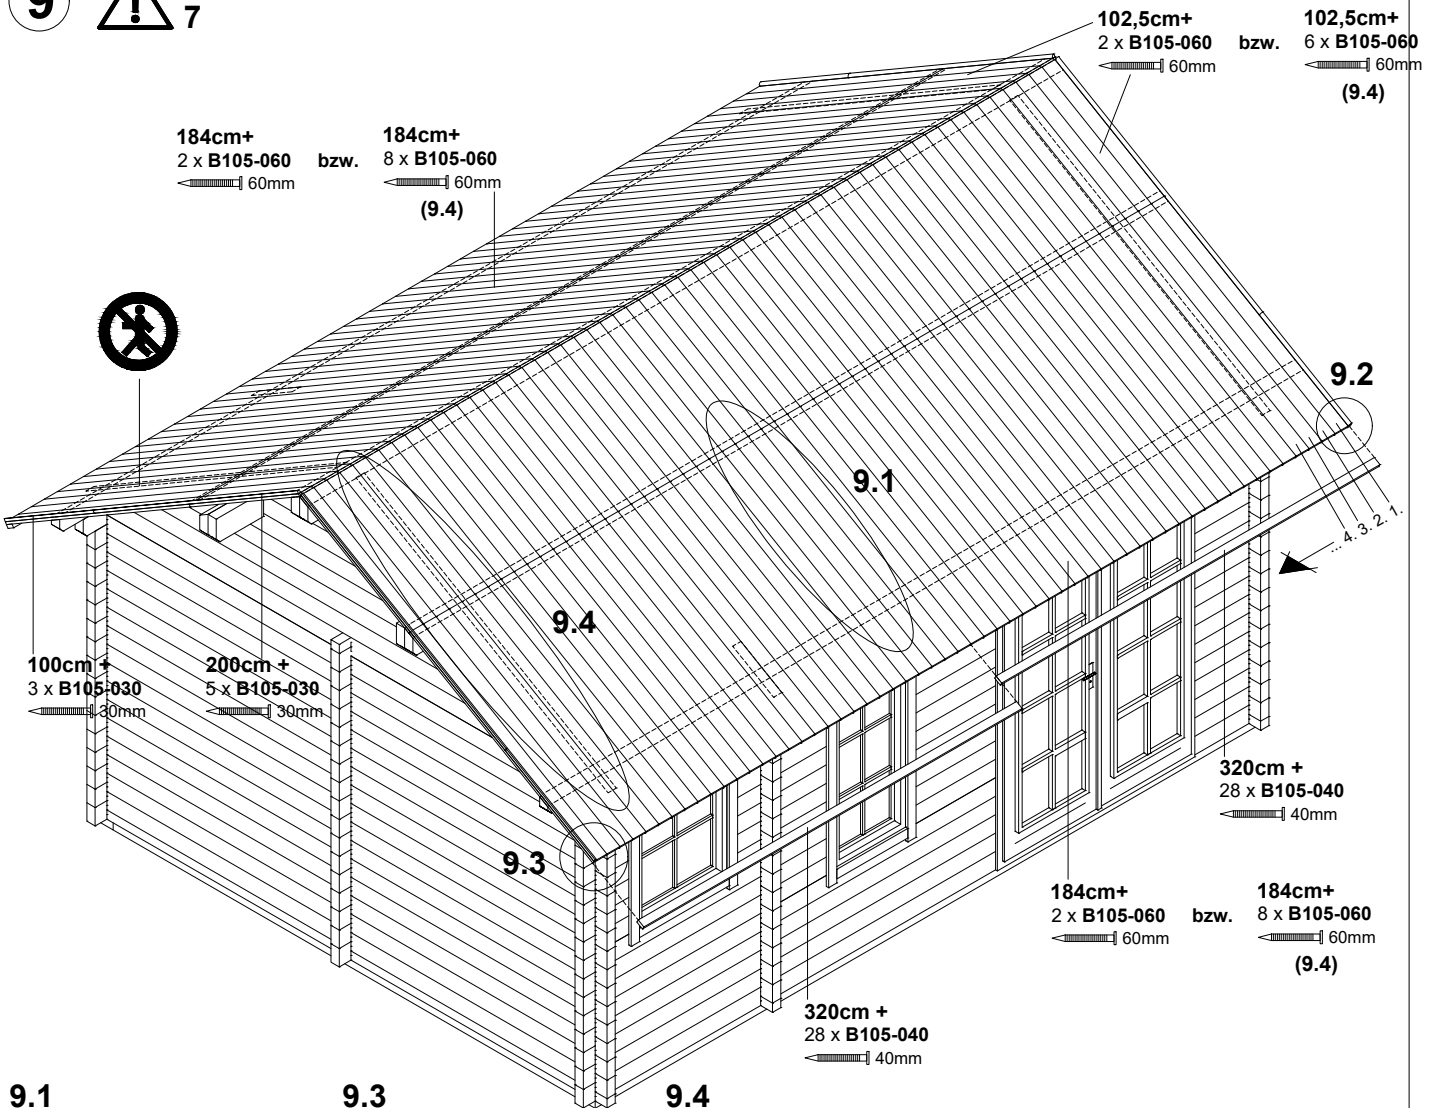 9
! 7
102,5cm+
2 x B105-060 bzw.
60mm
102,5cm+
6 x B105-060
60mm
(9.4)
184cm+
2 x B105-060 bzw.
60mm
184cm+
8 x B105-060
60mm
(9.4)
9.2
9.1
... 4. 3. 2. 1.
9.4
100cm +
3 x B105-030
30mm
200cm +
5 x B105-030
30mm
320cm +
28 x B105-040
40mm
9.3
184cm+
2 x B105-060 bzw.
60mm
184cm+
8 x B105-060
60mm
(9.4)
320cm +
28 x B105-040
40mm
9.1
9.3
9.4